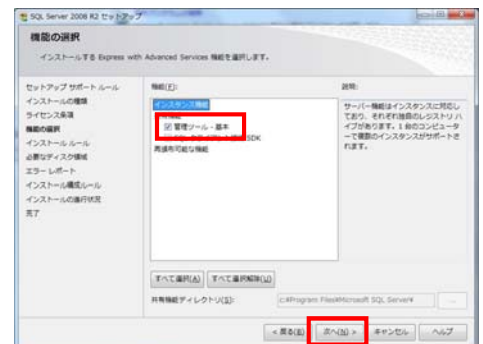 SQL Server 2008 R2 セットアップ
機能の選択
インストールする Express with Advanced Services 機能を選択します。
セットアップ サポート ルール
インストールの種類
ライセンス条項
機能の選択
インストール ルール
必要なディスク領域
エラー レポート
インストール構成ルール
インストールの進行状況
完了
機能(F):
インスタンス機能
管理ツール - 基本
SDK
再頒布可能な機能
説明:
サーバー機能はインスタンスに対応し
ており、それぞれ独自のレジストリ ハ
イブがあります。1 台のコンピュータ
ーで複数のインスタンスがサポートさ
れます。
すべて選択(A)
すべて選択解除(U)
共有機能ディレクトリ(S):
c:¥Program Files¥Microsoft SQL Server¥
...
< 戻る(B)
次へ(N) >
キャンセル
ヘルプ